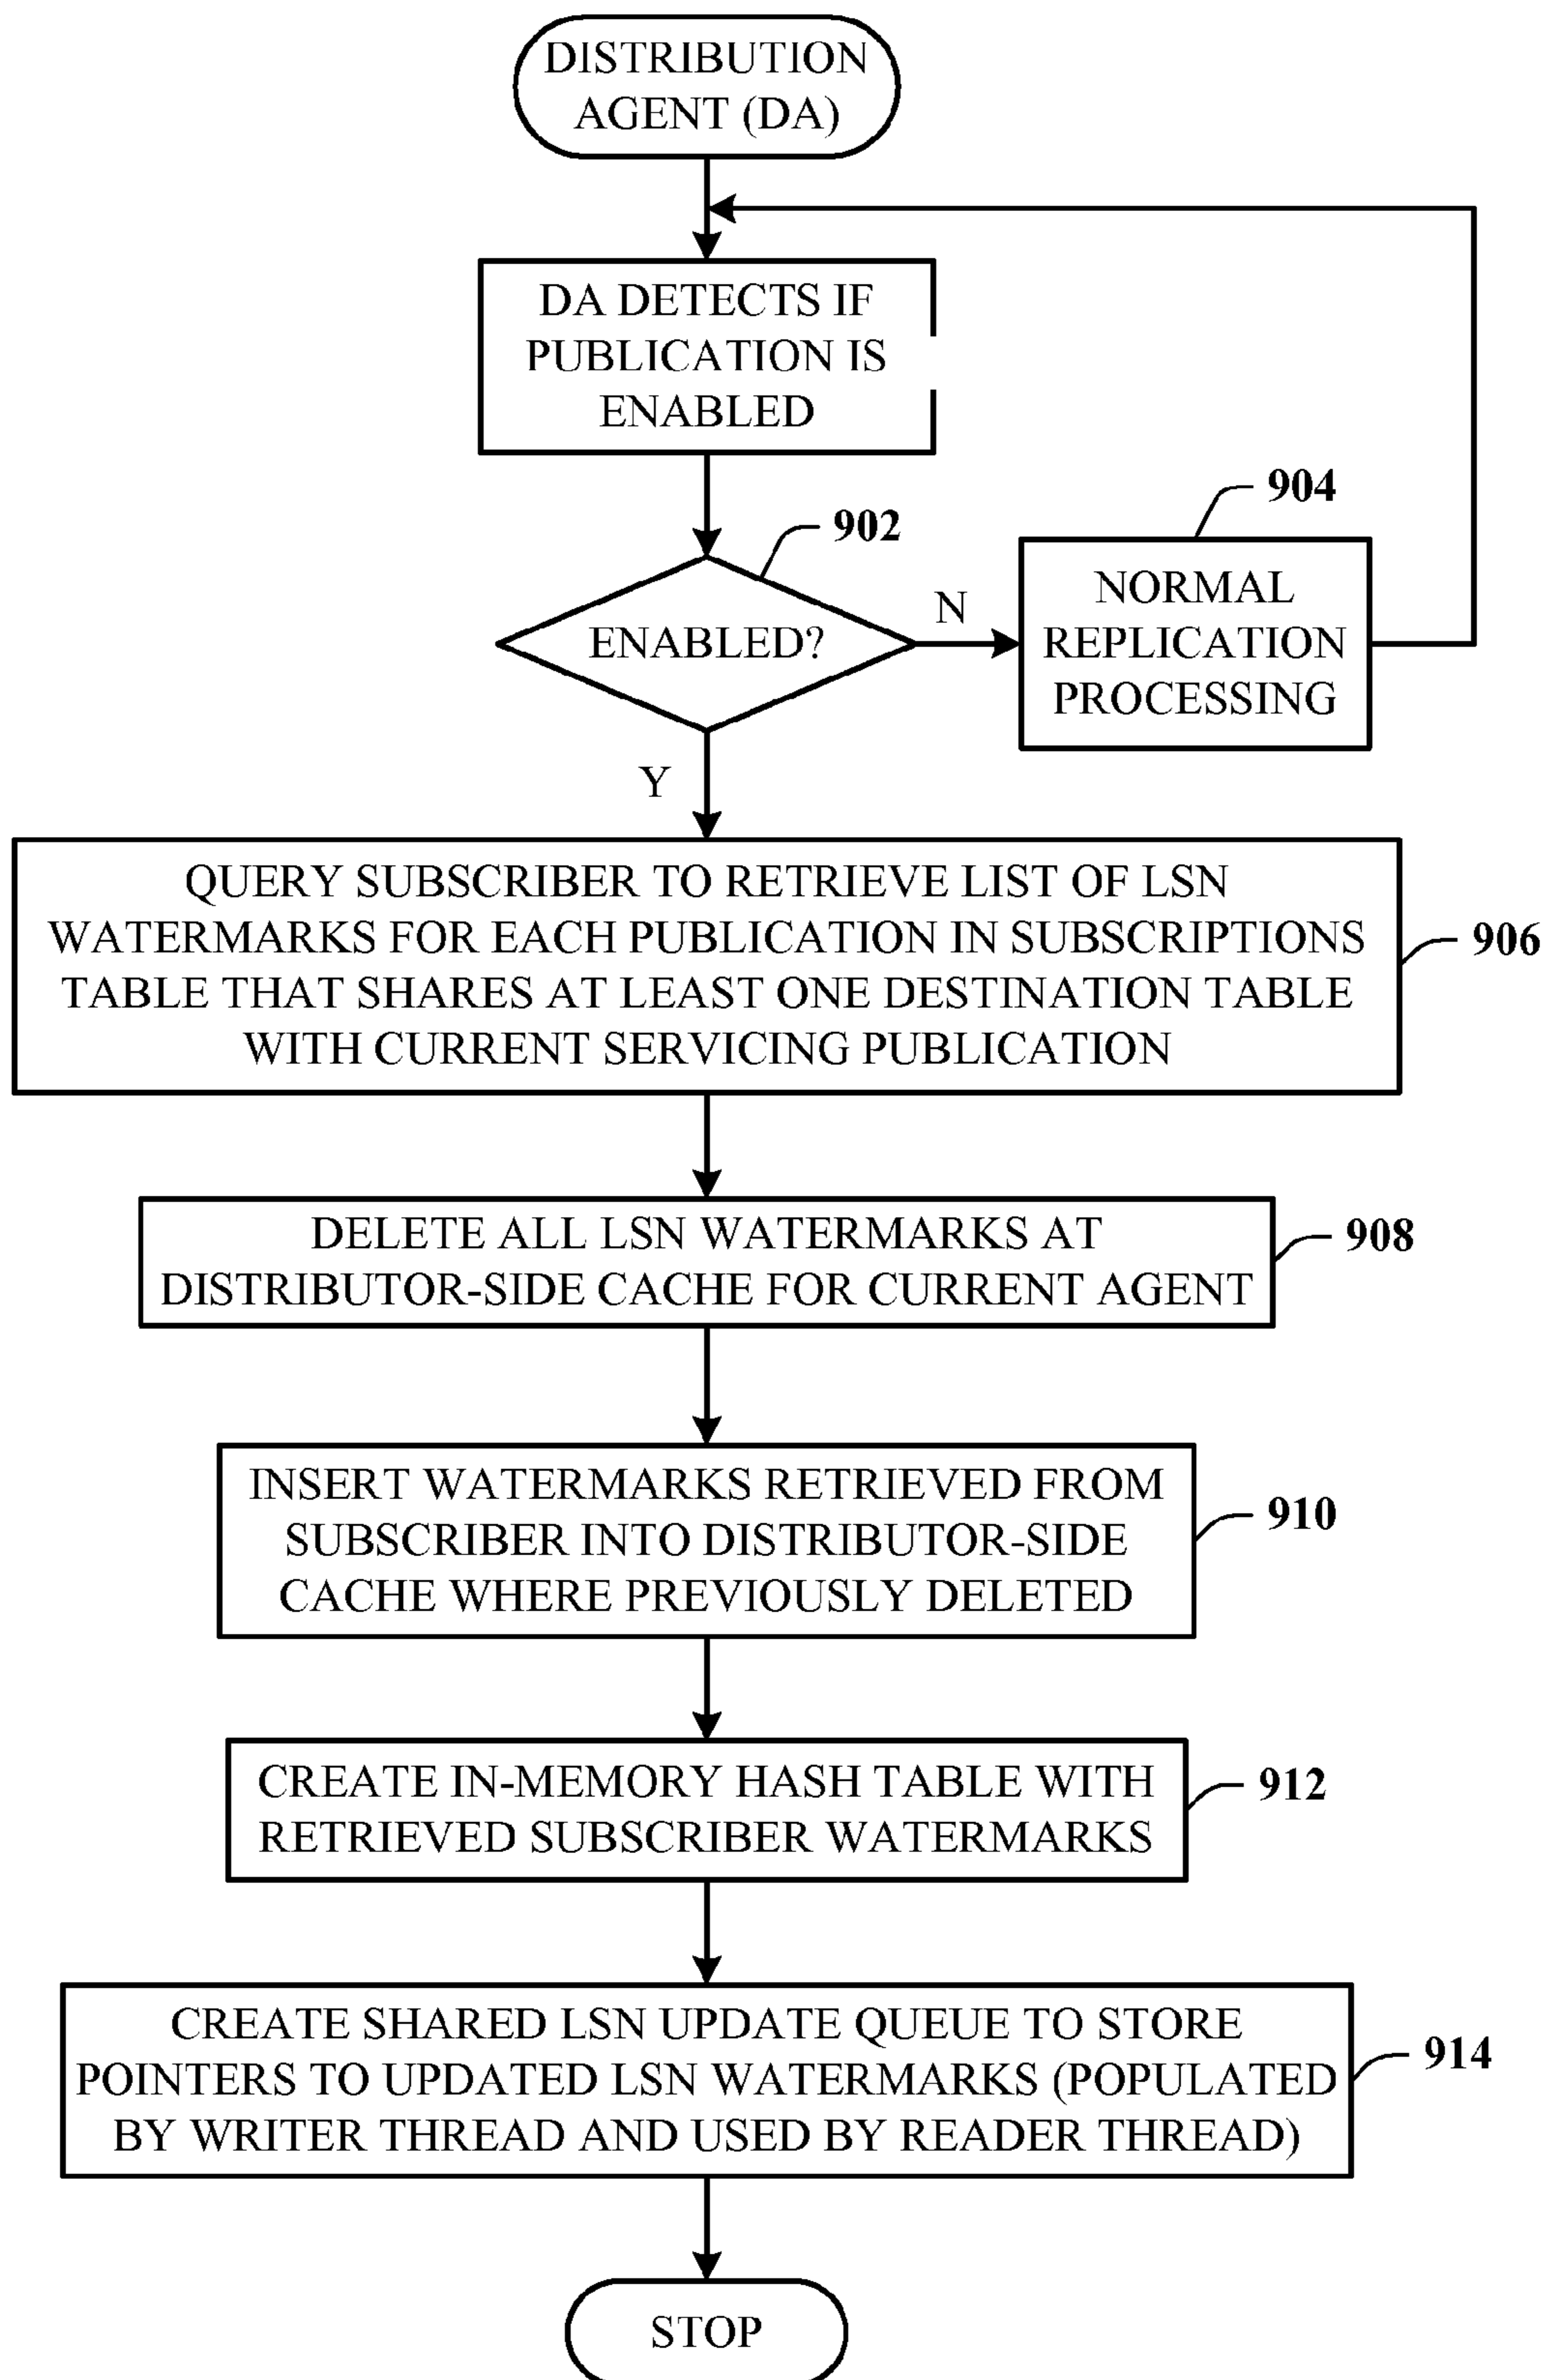 DISTRIBUTION
AGENT (DA)
DA DETECTS IF
PUBLICATION IS
ENABLED
904
902
N
NORMAL
REPLICATION
PROCESSING
ENABLED?
Y
QUERY SUBSCRIBER TO RETRIEVE LIST OF LSN
WATERMARKS FOR EACH PUBLICATION IN SUBSCRIPTIONS
TABLE THAT SHARES AT LEAST ONE DESTINATION TABLE
WITH CURRENT SERVICING PUBLICATION
906
DELETE ALL LSN WATERMARKS AT
DISTRIBUTOR-SIDE CACHE FOR CURRENT AGENT
908
INSERT WATERMARKS RETRIEVED FROM
SUBSCRIBER INTO DISTRIBUTOR-SIDE
CACHE WHERE PREVIOUSLY DELETED
910
CREATE IN-MEMORY HASH TABLE WITH
RETRIEVED SUBSCRIBER WATERMARKS
912
CREATE SHARED LSN UPDATE QUEUE TO STORE
POINTERS TO UPDATED LSN WATERMARKS (POPULATED
BY WRITER THREAD AND USED BY READER THREAD)
914
STOP